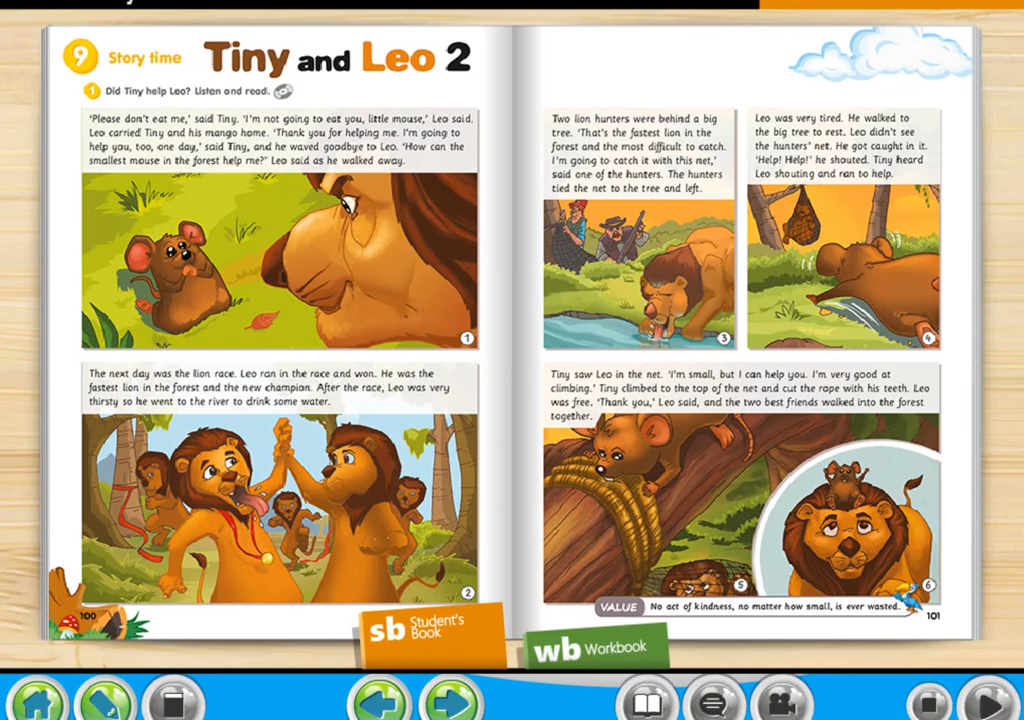 9 Story time Tiny and Leo 2
1 Did Tiny help Leo? Listen and read.
'Please don't eat me,' said Tiny. 'I'm not going to eat you, little mouse,' Leo said.
Leo carried Tiny and his mango home. 'Thank you for helping me. I'm going to
help you, too, one day,' said Tiny, and he waved goodbye to Leo. 'How can the
smallest mouse in the forest help me?' Leo said as he walked away.
1
The next day was the lion race. Leo ran in the race and won. He was the
fastest lion in the forest and the new champion. After the race, Leo was very
thirsty so he went to the river to drink some water.
2
100
Two lion hunters were behind a big
tree. 'That's the fastest lion in the
forest and the most difficult to catch.
I'm going to catch it with this net,'
said one of the hunters. The hunters
tied the net to the tree and left.
3
Leo was very tired. He walked to
the big tree to rest. Leo didn't see
the hunters' net. He got caught in it.
'Help! Help!' he shouted. Tiny heard
Leo shouting and ran to help.
4
Tiny saw Leo in the net. 'I'm small, but I can help you. I'm very good at
climbing.' Tiny climbed to the top of the net and cut the rope with his teeth. Leo
was free. 'Thank you,' Leo said, and the two best friends walked into the forest
together.
5
6
VALUE No act of kindness, no matter how small, is ever wasted.
101
sb Student's
Book
wb Workbook